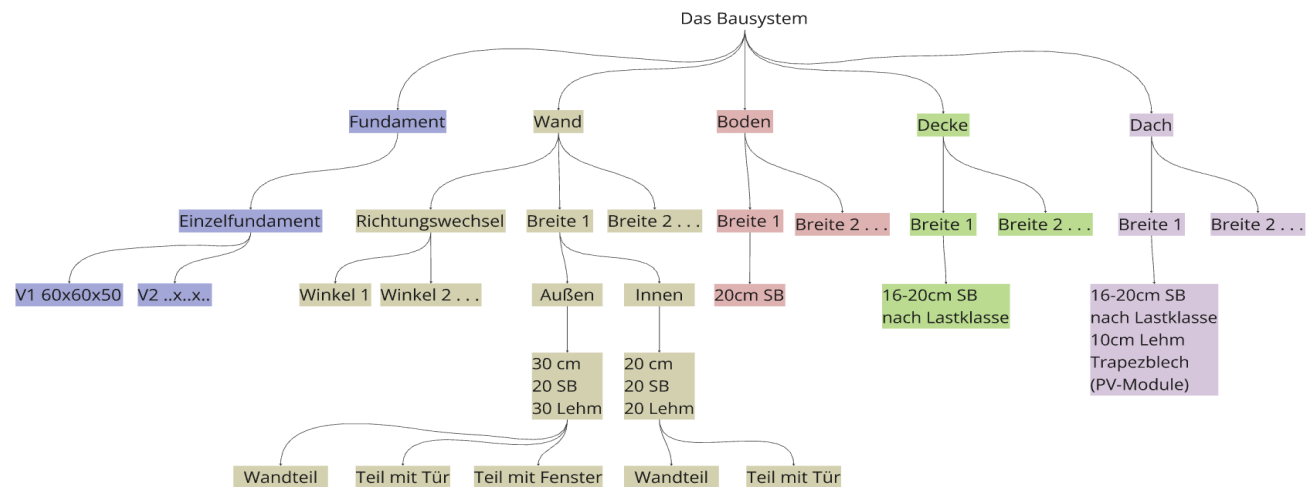 Das Bausystem
Fundament
Wand
Boden
Decke
Dach
Einzelfundament
Richtungswechsel
Breite 1
Breite 2 . . .
Breite 1
Breite 2 . . .
Breite 1
Breite 2 . . .
Breite 1
Breite 2 . . .
V1 60x60x50
V2 ..x..x..
Winkel 1
Winkel 2 . . .
Außen
Innen
20cm SB
16-20cm SB
nach Lastklasse
16-20cm SB
nach Lastklasse
10cm Lehm
Trapezblech
(PV-Module)
30 cm
20 SB
30 Lehm
20 cm
20 SB
20 Lehm
Wandteil
Teil mit Tür
Teil mit Fenster
Wandteil
Teil mit Tür